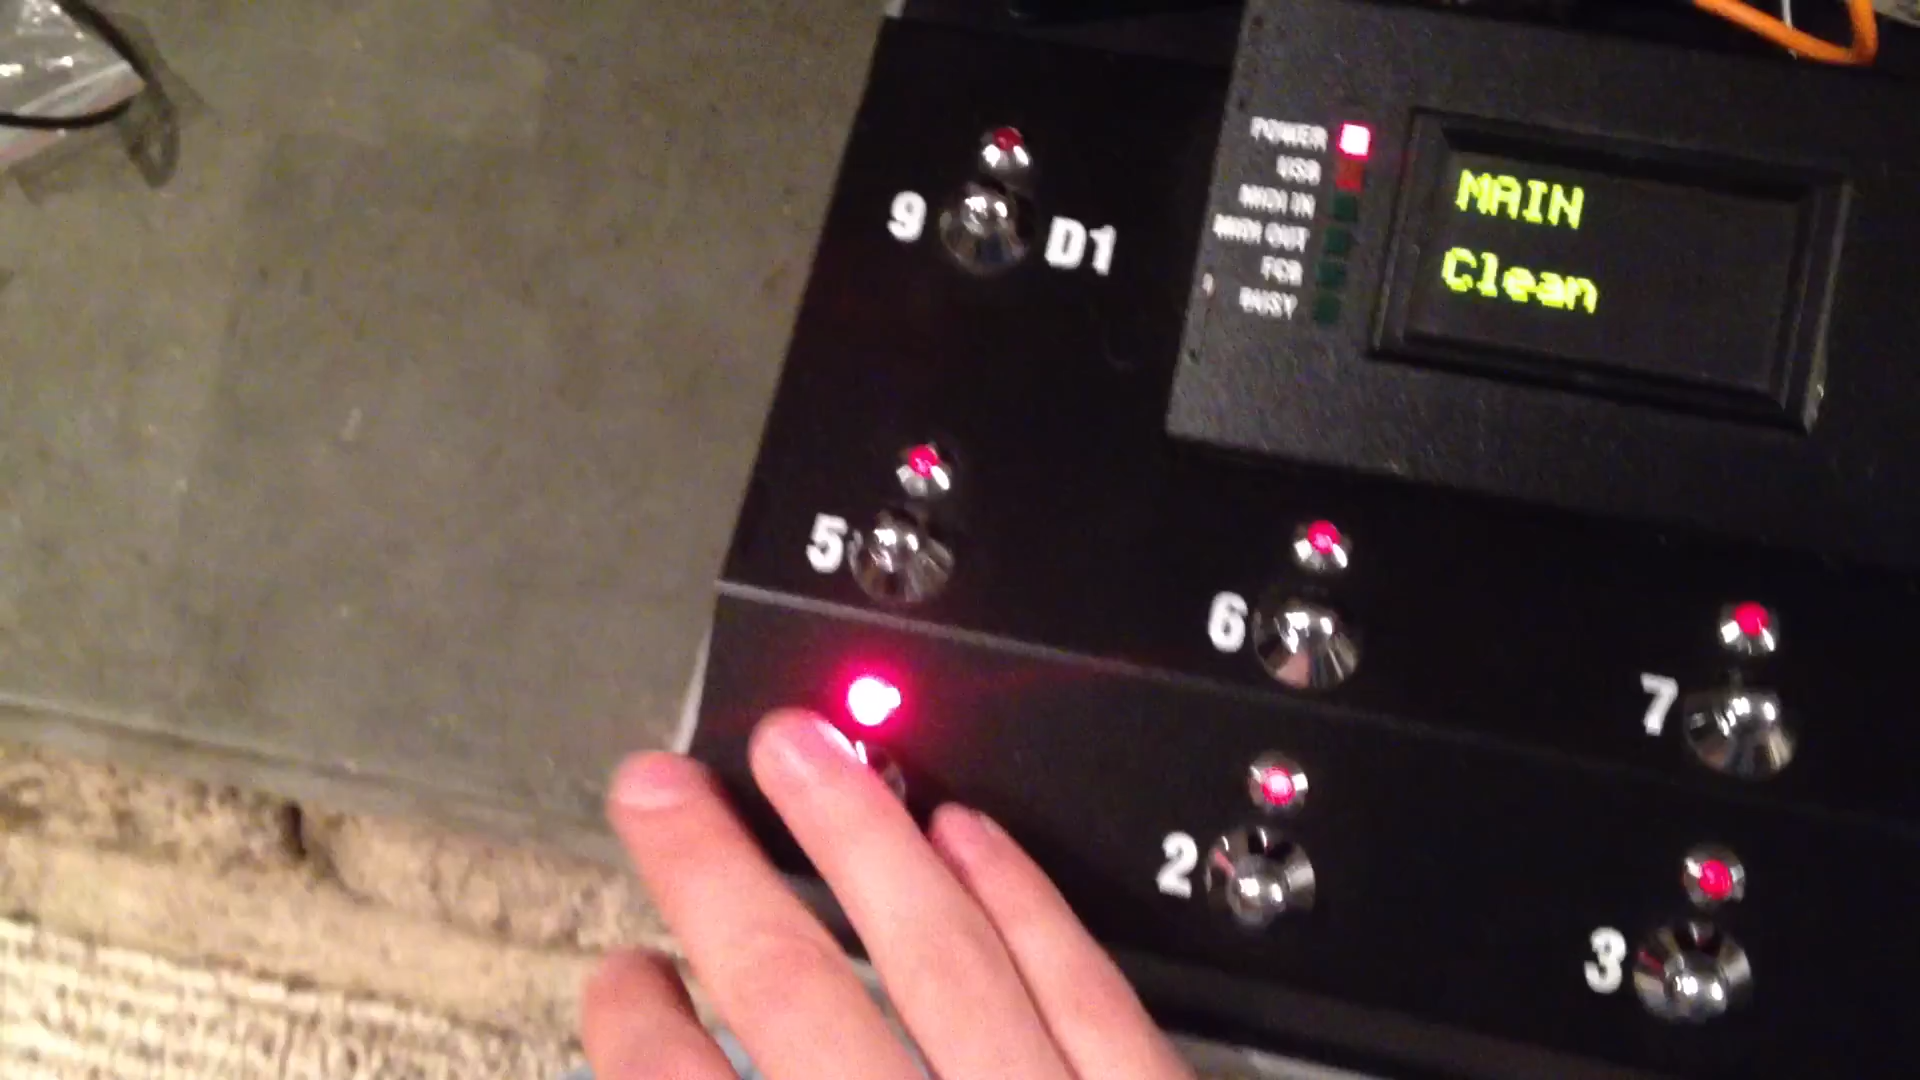 POWER
USB
MIDI IN
MIDI OUT
FCB
BUSY
MAIN
Clean
9 D1
5
6
7
2
3